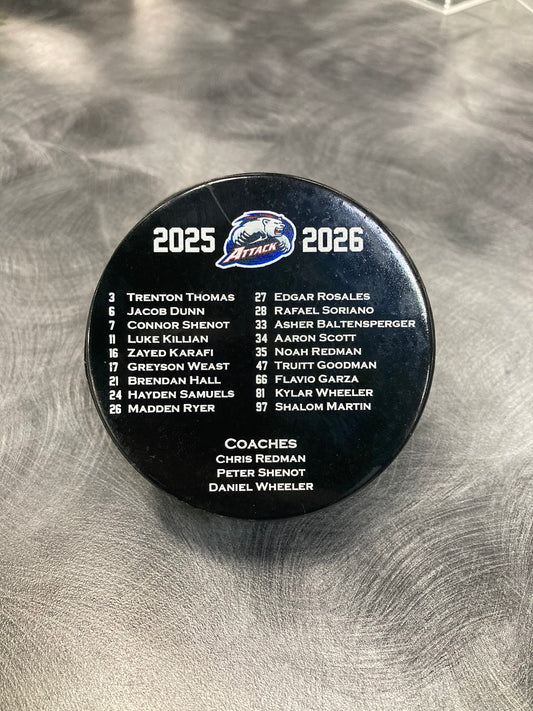 2025 ATTACK 2026
3 TRENTON THOMAS
6 JACOB DUNN
7 CONNOR SHENOT
11 LUKE KILLIAN
16 ZAYED KARAFI
17 GREYSON WEAST
21 BRENDAN HALL
24 HAYDEN SAMUELS
26 MADDEN RYER
27 EDGAR ROSALES
28 RAFAEL SORIANO
33 ASHER BALTENSPERGER
34 AARON SCOTT
35 NOAH REDMAN
47 TRUITT GOODMAN
66 FLAVIO GARZA
81 KYLAR WHEELER
97 SHALOM MARTIN
COACHES
CHRIS REDMAN
PETER SHENOT
DANIEL WHEELER